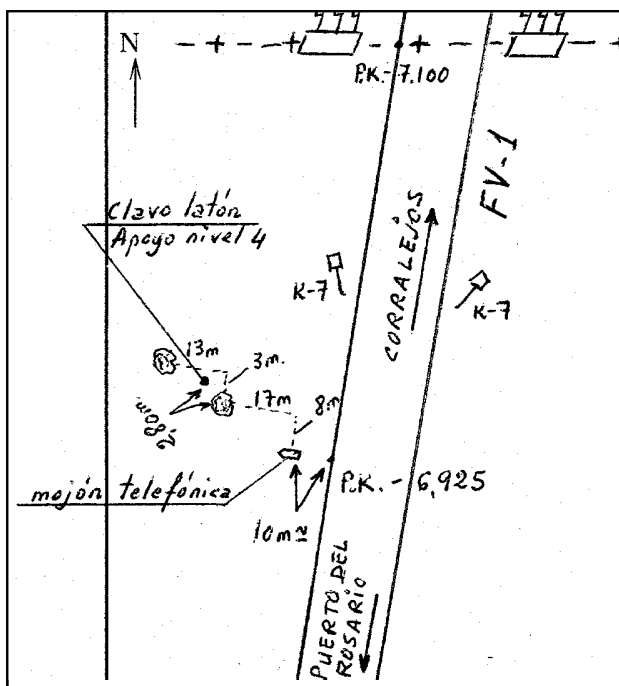 N
P.K.-7.100
FV-1
Clavo latón
Apoyo nivel 4
CORRALEJOS
K-7
K-7
13m
3m.
17m
8m
mojón telefónica
P.K. - 6,925
10m≈
PUERTO DEL
ROSARIO